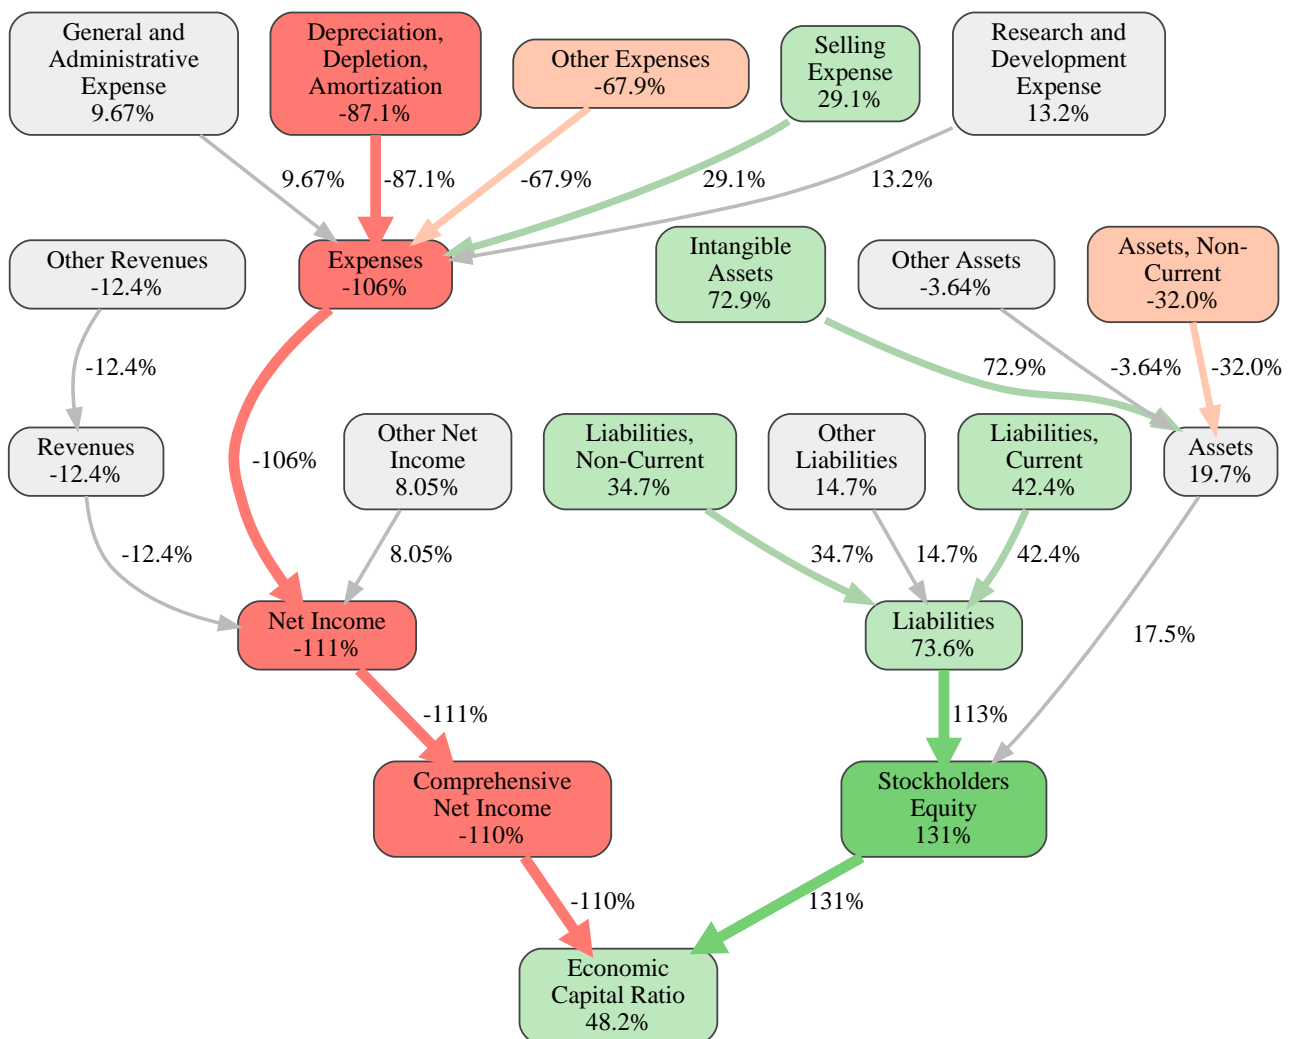 General and
Administrative
Expense
9.67%
Depreciation,
Depletion,
Amortization
-87.1%
Other Expenses
-67.9%
Selling
Expense
29.1%
Research and
Development
Expense
13.2%
9.67%
-87.1%
-67.9%
29.1%
13.2%
Other Revenues
-12.4%
Expenses
-106%
Intangible
Assets
72.9%
Other Assets
-3.64%
Assets, Non-
Current
-32.0%
-12.4%
72.9%
-3.64%
-32.0%
Revenues
-12.4%
-106%
Other Net
Income
8.05%
Liabilities,
Non-Current
34.7%
Other
Liabilities
14.7%
Liabilities,
Current
42.4%
Assets
19.7%
-12.4%
8.05%
34.7%
14.7%
42.4%
Net Income
-111%
Liabilities
73.6%
17.5%
-111%
113%
Comprehensive
Net Income
-110%
Stockholders
Equity
131%
-110%
131%
Economic
Capital Ratio
48.2%